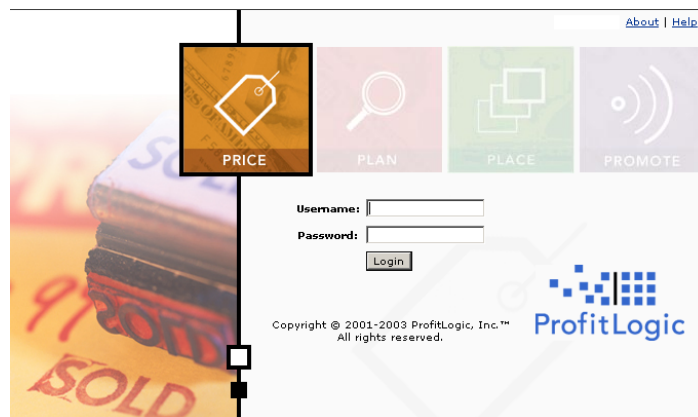 About | Help
PRICE
PLAN
PLACE
PROMOTE
Username:
Password:
Login
Copyright © 2001-2003 ProfitLogic, Inc.™
All rights reserved.
ProfitLogic
SOLD
SOLD